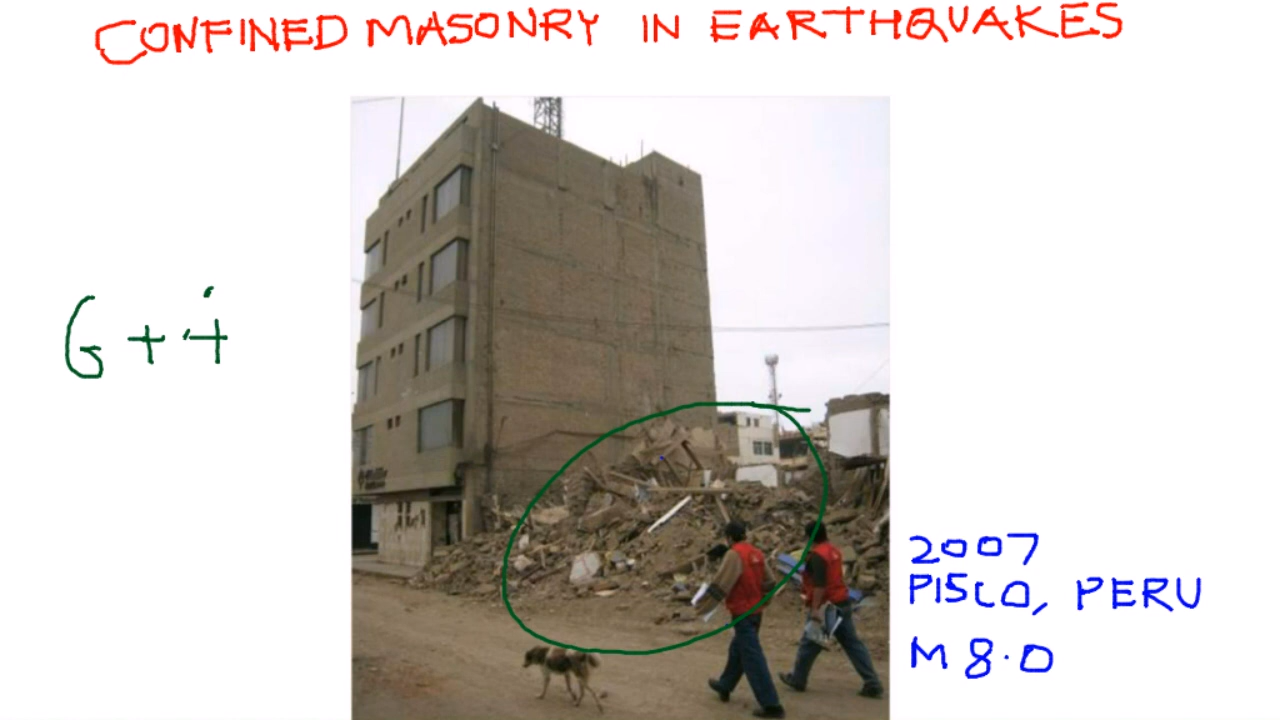 CONFINED MASONRY IN EARTHQUAKES
G + 4
2007
PISCO, PERU
M 8.0